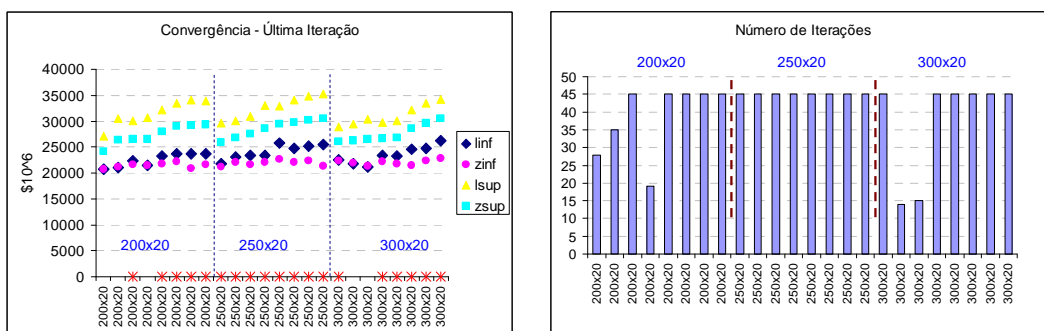 Convergência - Última Iteração
40000
35000
30000
25000
20000
15000
10000
5000
0
$10^6
200x20 250x20 300x20
linf
zinf
lsup
zsup
200x20 200x20 200x20 200x20 200x20 200x20 200x20 200x20 250x20 250x20 250x20 250x20 250x20 250x20 250x20 250x20 300x20 300x20 300x20 300x20 300x20 300x20 300x20 300x20
Número de Iterações
200x20 250x20 300x20
50
45
40
35
30
25
20
15
10
5
0
200x20 200x20 200x20 200x20 200x20 200x20 200x20 200x20 250x20 250x20 250x20 250x20 250x20 250x20 250x20 250x20 300x20 300x20 300x20 300x20 300x20 300x20 300x20 300x20